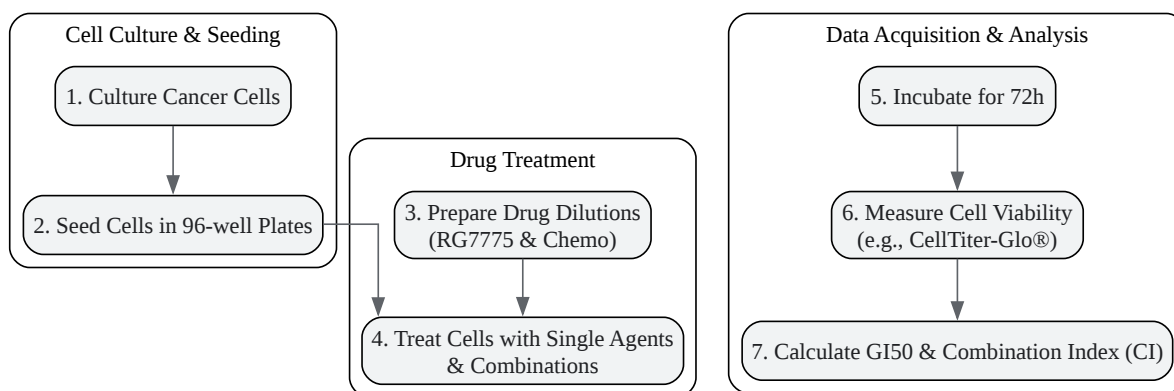 Cell Culture & Seeding
1. Culture Cancer Cells
2. Seed Cells in 96-well Plates
Drug Treatment
3. Prepare Drug Dilutions
(RG7775 & Chemo)
4. Treat Cells with Single Agents
& Combinations
Data Acquisition & Analysis
5. Incubate for 72h
6. Measure Cell Viability
(e.g., CellTiter-Glo®)
7. Calculate GI50 & Combination Index (CI)